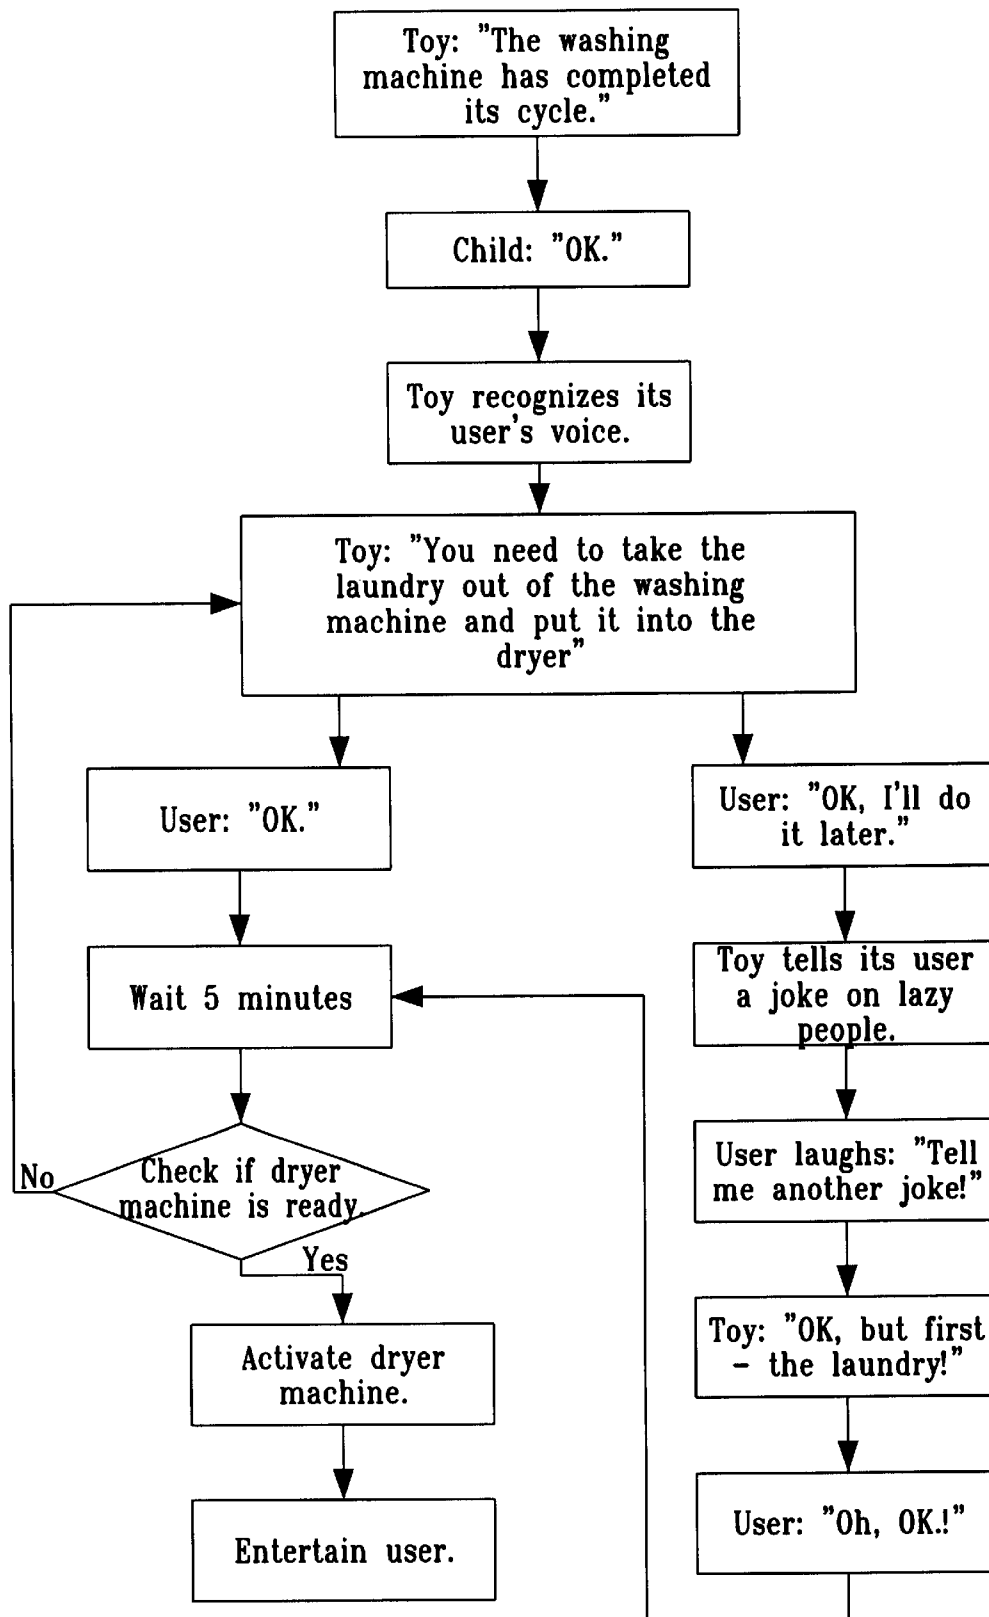 Toy: ”The washing
machine has completed
its cycle.”
Child: ”OK.”
Toy recognizes its
user's voice.
Toy: ”You need to take the
laundry out of the washing
machine and put it into the
dryer”
User: ”OK.”
Wait 5 minutes
Check if dryer
machine is ready.
No
Yes
Activate dryer
machine.
Entertain user.
User: ”OK, I'll do
it later.”
Toy tells its user
a joke on lazy
people.
User laughs: ”Tell
me another joke!”
Toy: ”OK, but first
– the laundry!”
User: ”Oh, OK.!”